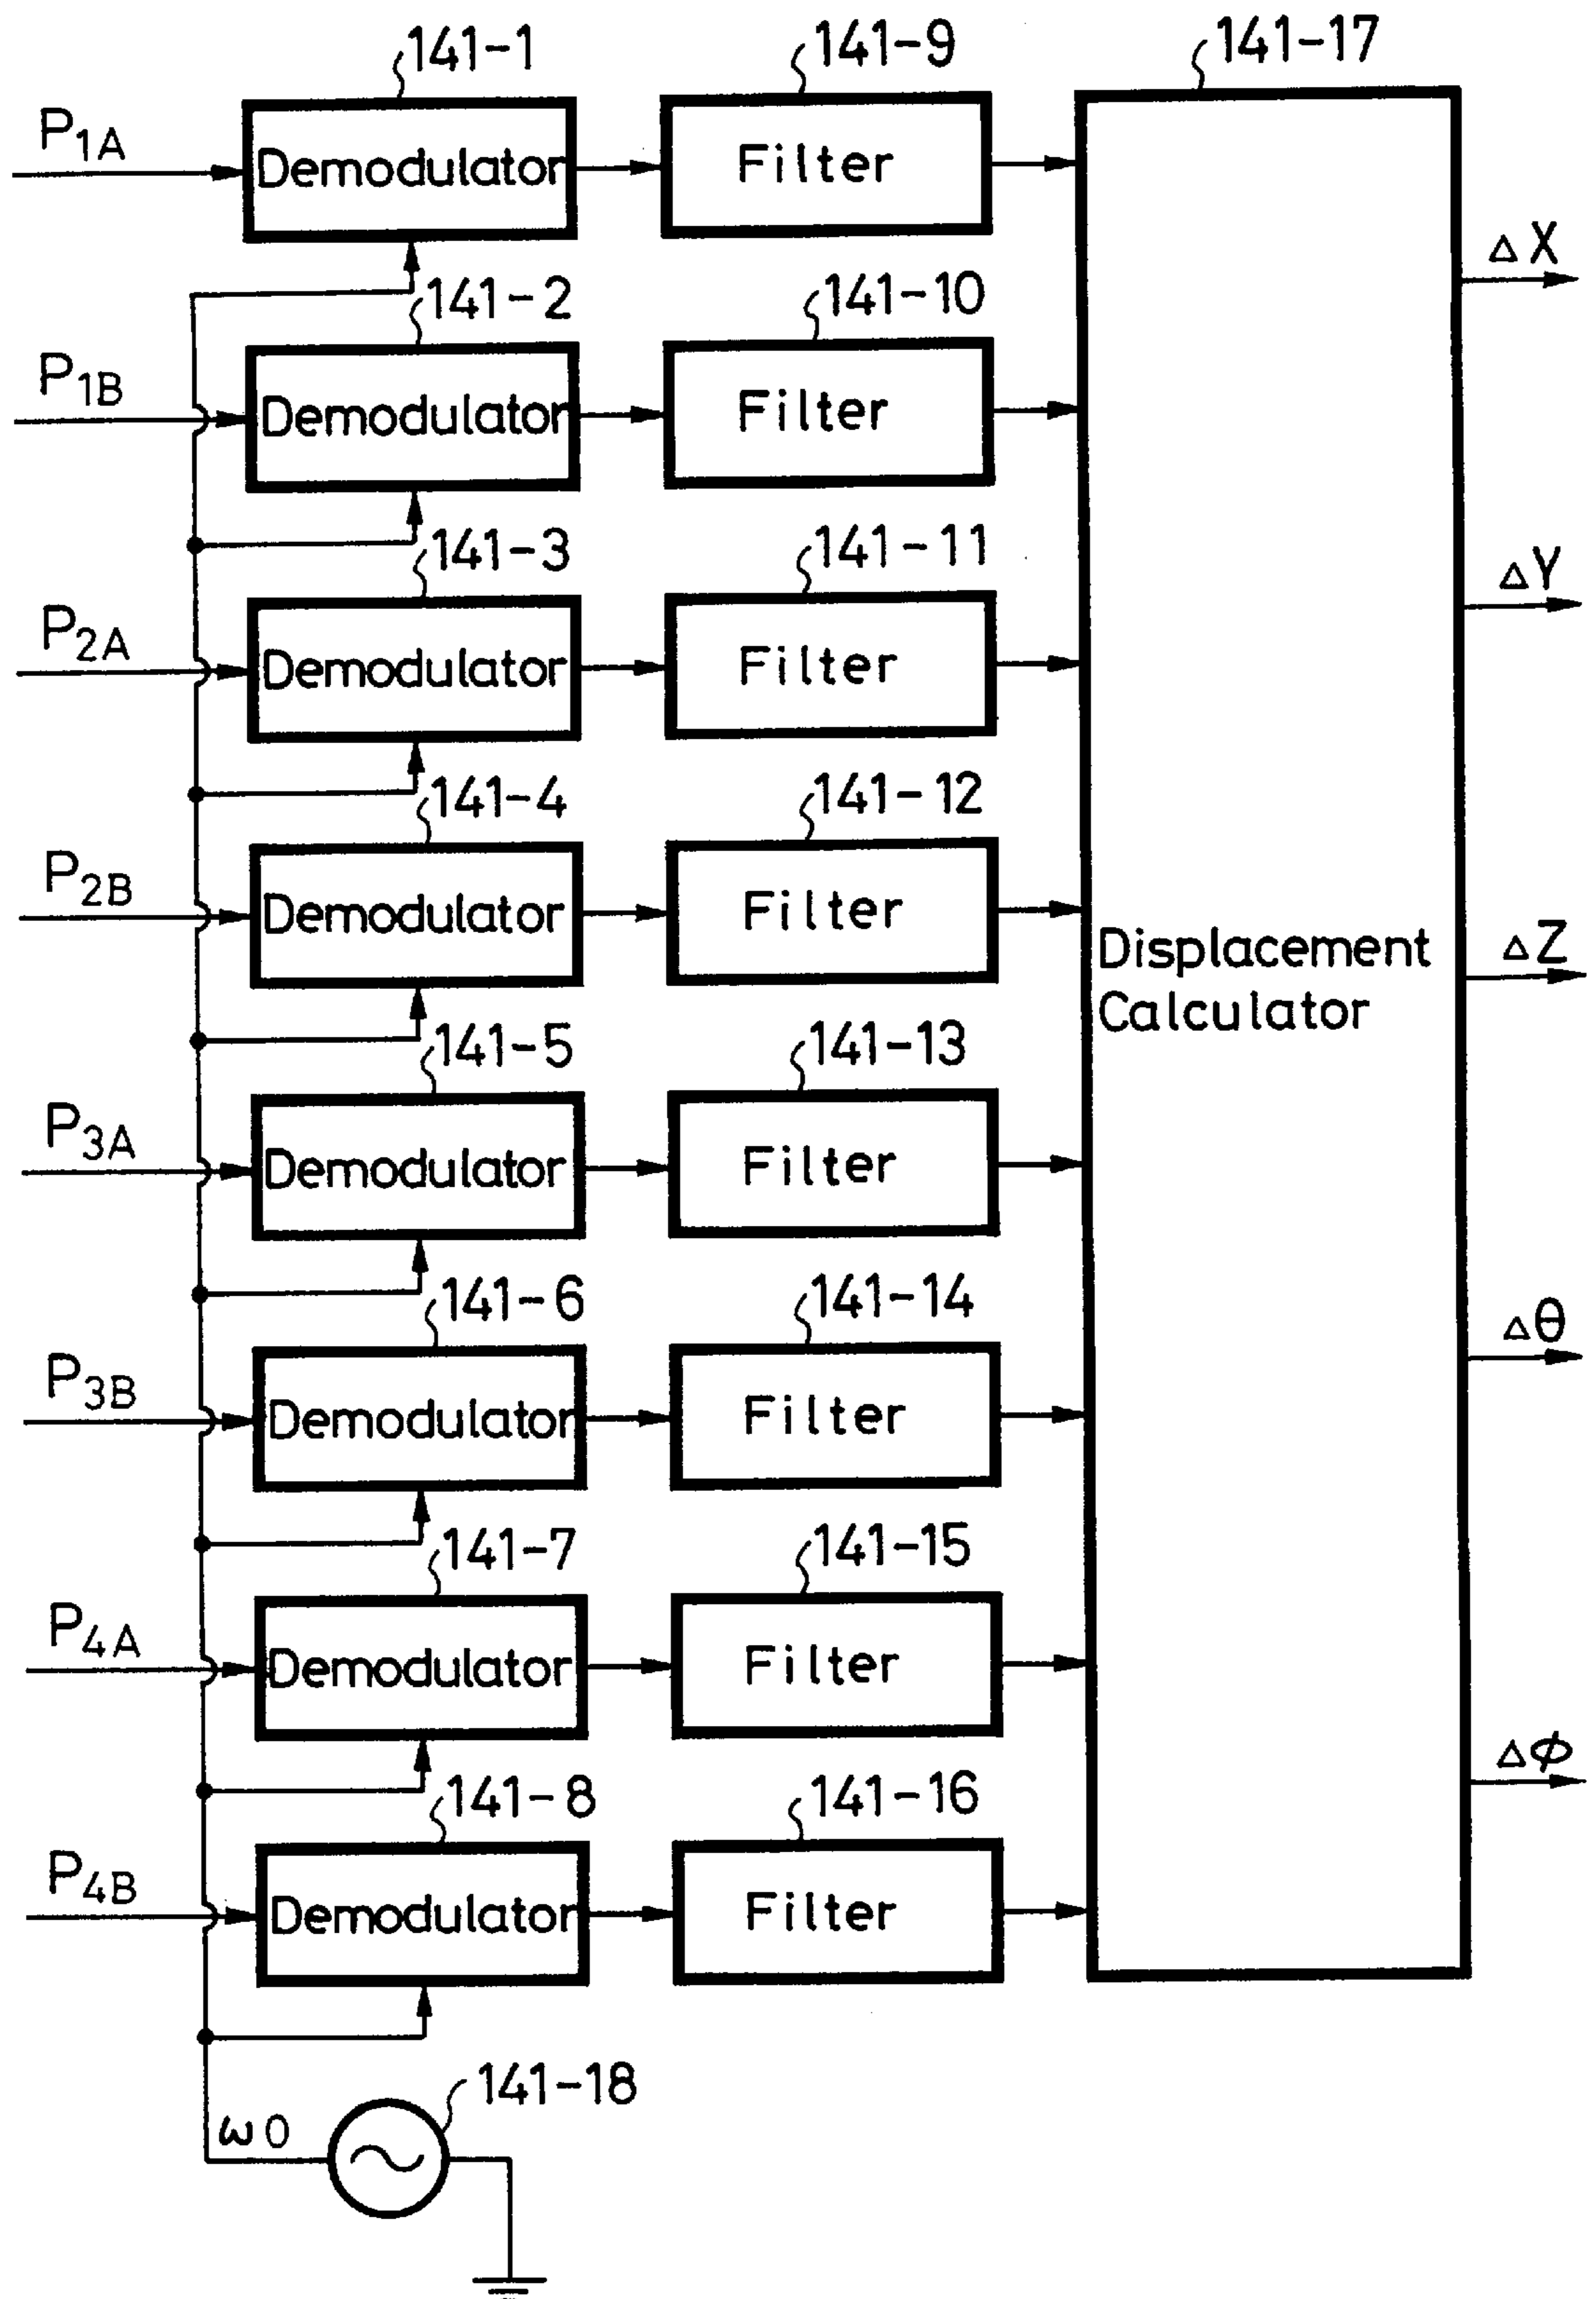 141-1
141-9
141-17
P1A
Demodulator
Filter
ΔX
141-2
141-10
P1B
Demodulator
Filter
141-3
141-11
ΔY
P2A
Demodulator
Filter
141-4
141-12
P2B
Demodulator
Filter
Displacement
Calculator
ΔZ
141-5
141-13
P3A
Demodulator
Filter
141-6
141-14
Δθ
P3B
Demodulator
Filter
141-7
141-15
P4A
Demodulator
Filter
Δϕ
141-8
141-16
P4B
Demodulator
Filter
141-18
ω0